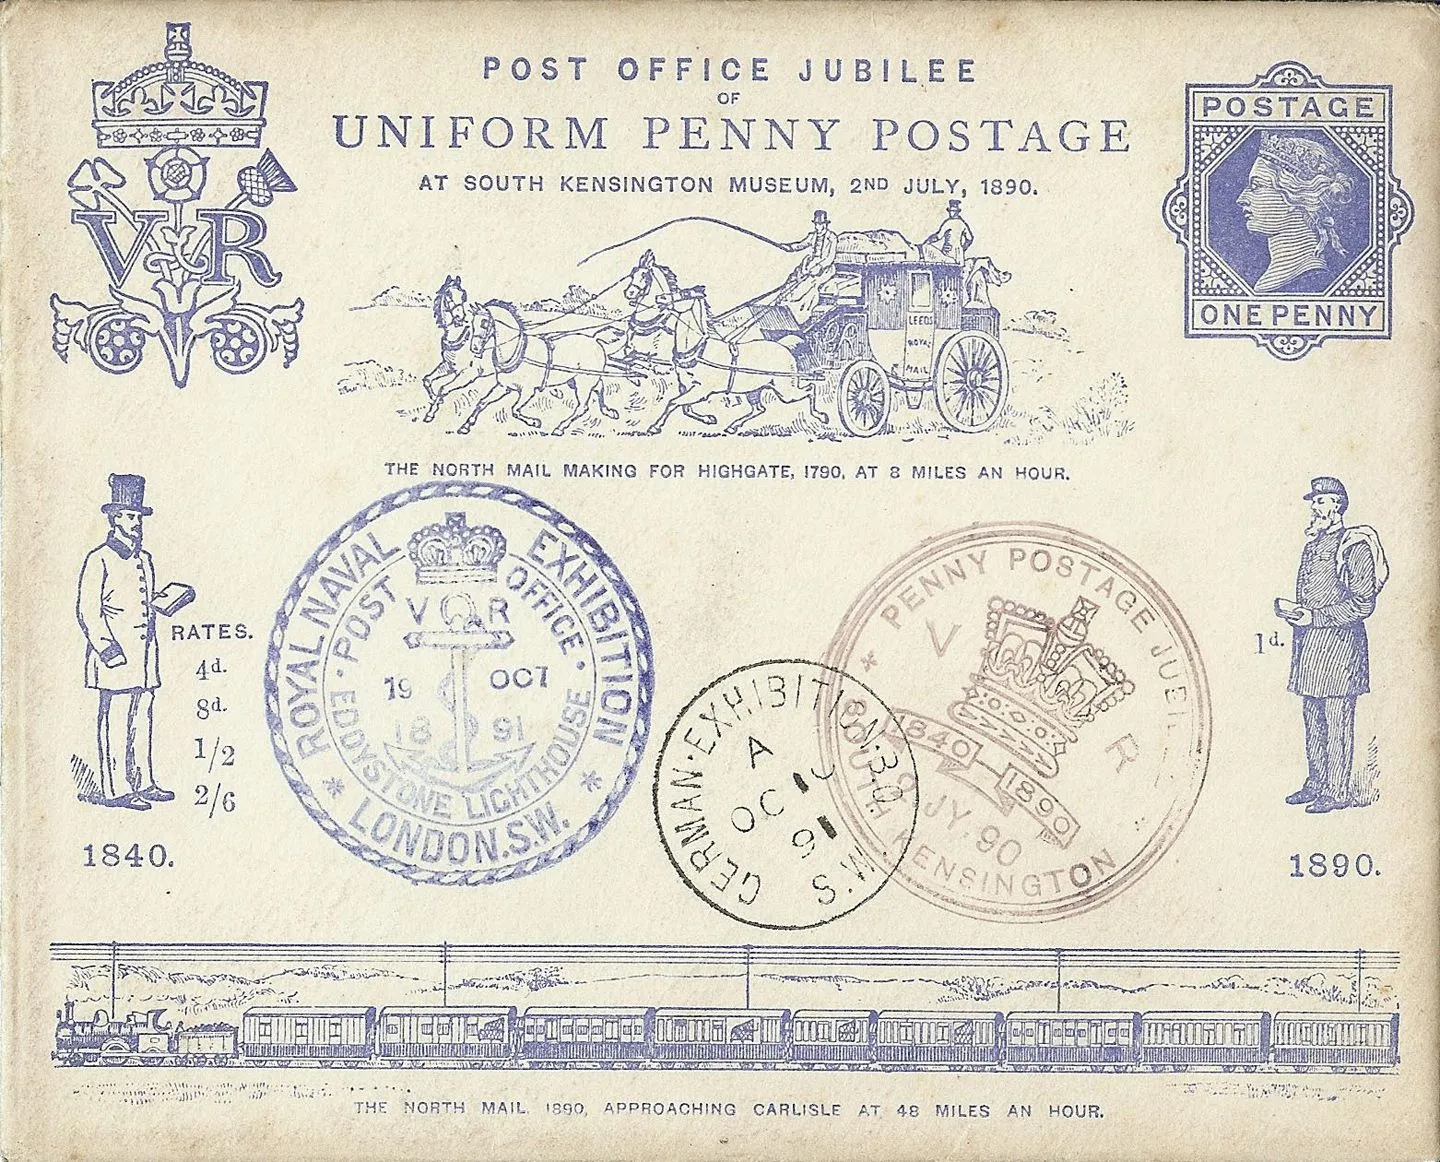 POST OFFICE JUBILEE
OF
UNIFORM PENNY POSTAGE
AT SOUTH KENSINGTON MUSEUM, 2ND JULY, 1890.
V R
POSTAGE
ONE PENNY
LEEDS
ROYAL
MAIL
THE NORTH MAIL MAKING FOR HIGHGATE, 1790, AT 8 MILES AN HOUR.
RATES.
4d.
8d.
1/2
2/6
1840.
ROYAL NAVAL EXHIBITION
* LONDON.S.W. *
POST OFFICE
EDDYSTONE LIGHTHOUSE
V R
19 OCT
18 91
GERMAN·EXHIBITION·S.W.
A
OC
91
* PENNY POSTAGE JUBILEE
SOUTH KENSINGTON
V R
1840-1890
2 JY. 90
1d.
1890.
THE NORTH MAIL, 1890, APPROACHING CARLISLE AT 48 MILES AN HOUR.